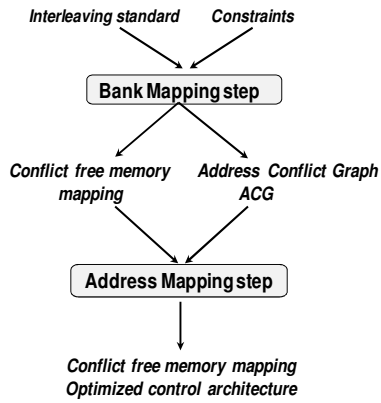 Interleaving standard Constraints
Bank Mapping step
Conflict free memory Address Conflict Graph
mapping ACG
Address Mapping step
Conflict free memory mapping
Optimized control architecture